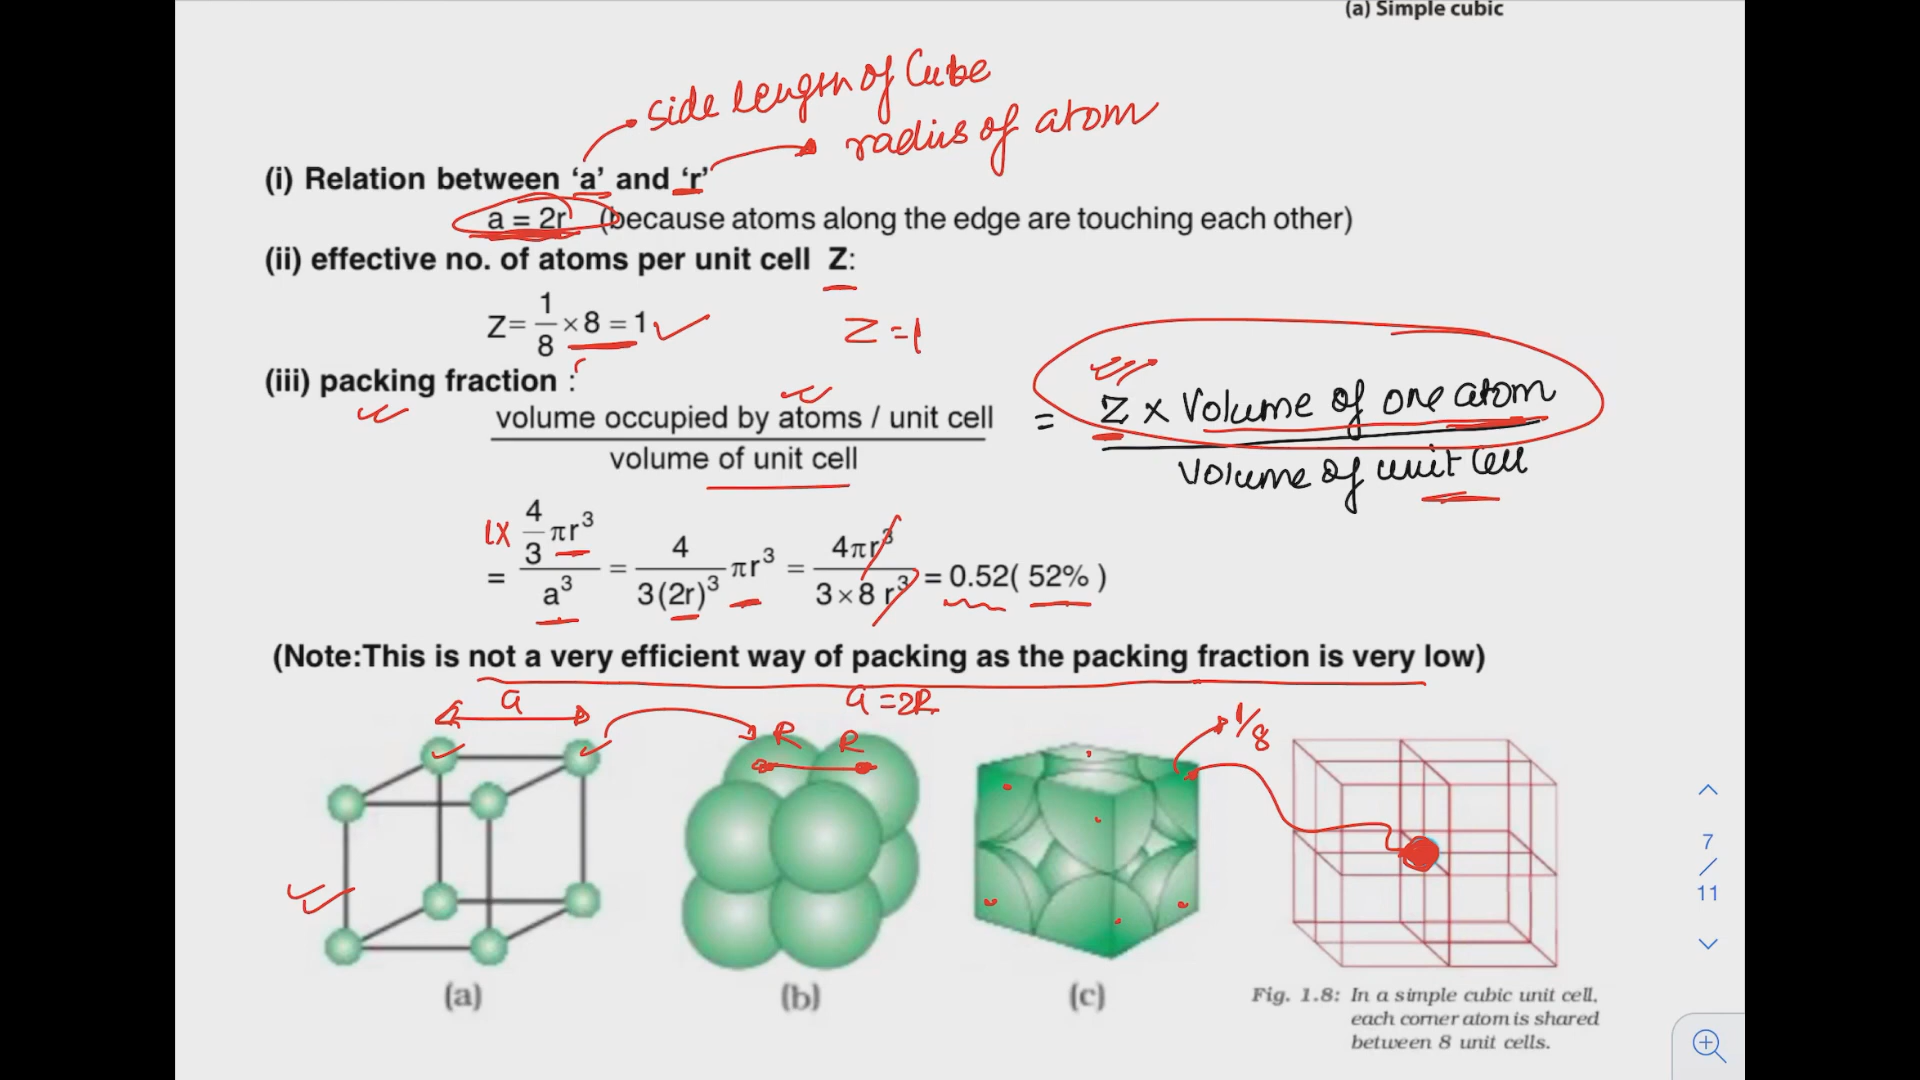 (a) Simple cubic
side length of Cube
radius of atom
(i) Relation between ‘a’ and ‘r’
a = 2r (because atoms along the edge are touching each other)
(ii) effective no. of atoms per unit cell Z:
Z= 1/8 ×8 = 1
Z = 1
(iii) packing fraction :
volume occupied by atoms / unit cell
volume of unit cell
= Z × Volume of one atom
Volume of unit cell
= 1× 4/3 πr³ / a³ = 4 / 3(2r)³ πr³ = 4πr³ / 3×8 r³ = 0.52( 52% )
(Note:This is not a very efficient way of packing as the packing fraction is very low)
a
a = 2R
R R
1/8
(a)
(b)
(c)
Fig. 1.8: In a simple cubic unit cell,
each corner atom is shared
between 8 unit cells.
7
/
11